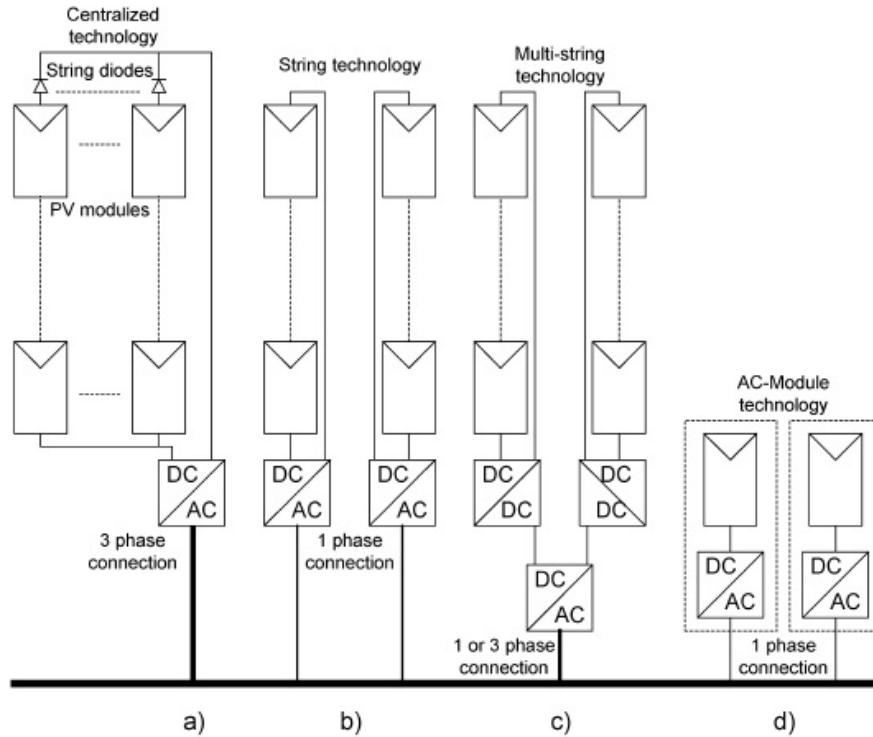 Centralized
technology
String diodes
PV modules
DC
AC
3 phase
connection
a)
String technology
DC
AC
DC
AC
1 phase
connection
b)
Multi-string
technology
DC
DC
DC
DC
DC
AC
1 or 3 phase
connection
c)
AC-Module
technology
DC
AC
DC
AC
1 phase
connection
d)